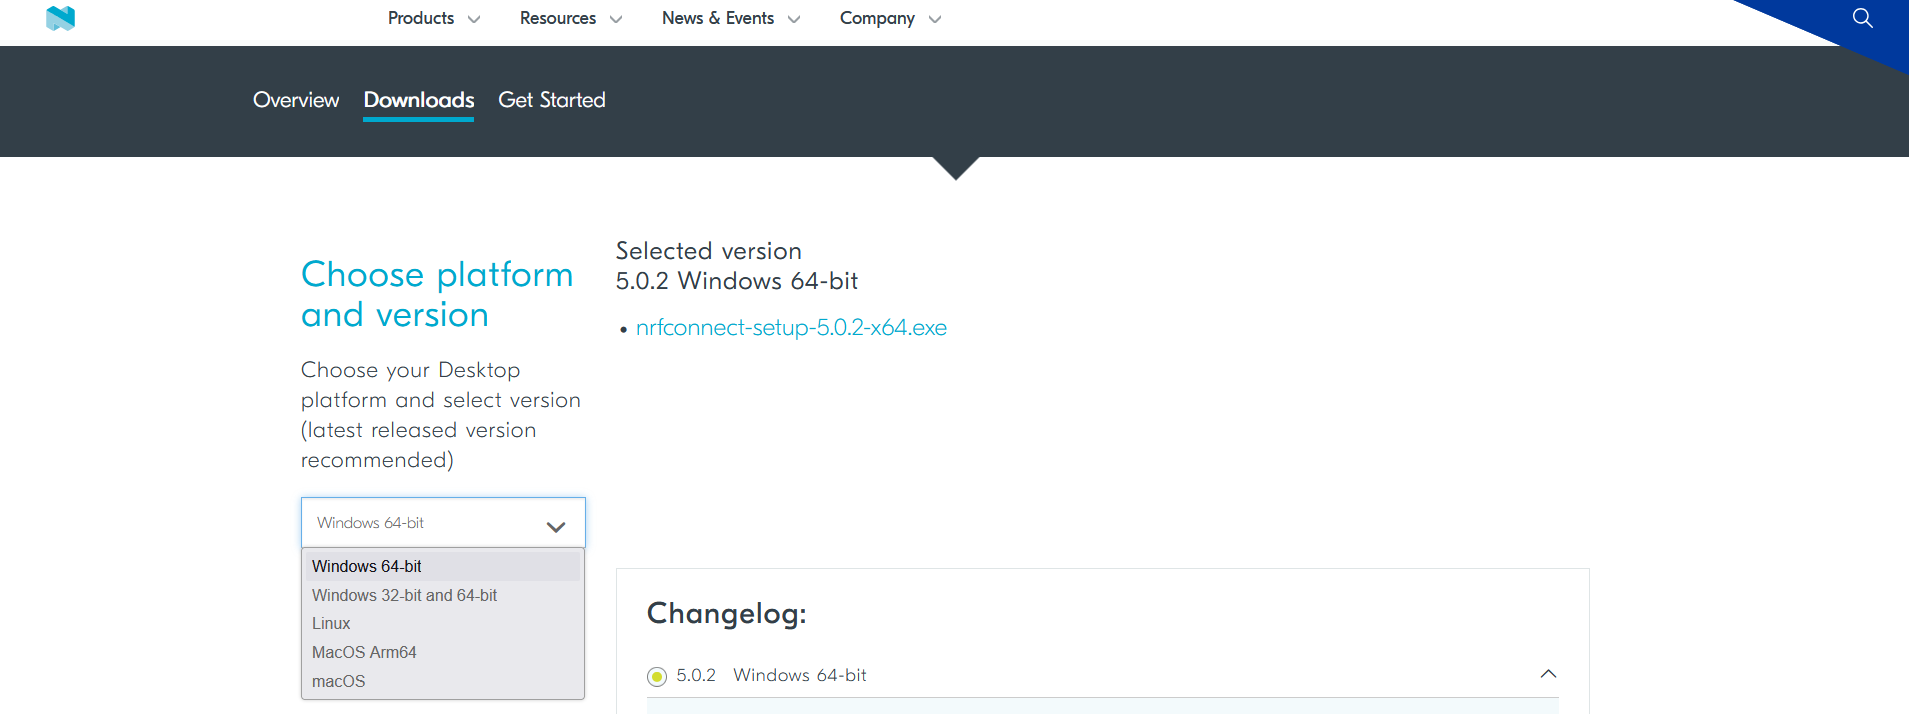 Products
Resources
News & Events
Company
Overview
Downloads
Get Started
Choose platform
and version
Choose your Desktop
platform and select version
(latest released version
recommended)
Windows 64-bit
Windows 64-bit
Windows 32-bit and 64-bit
Linux
MacOS Arm64
macOS
Selected version
5.0.2 Windows 64-bit
• nrfconnect-setup-5.0.2-x64.exe
Changelog:
5.0.2 Windows 64-bit